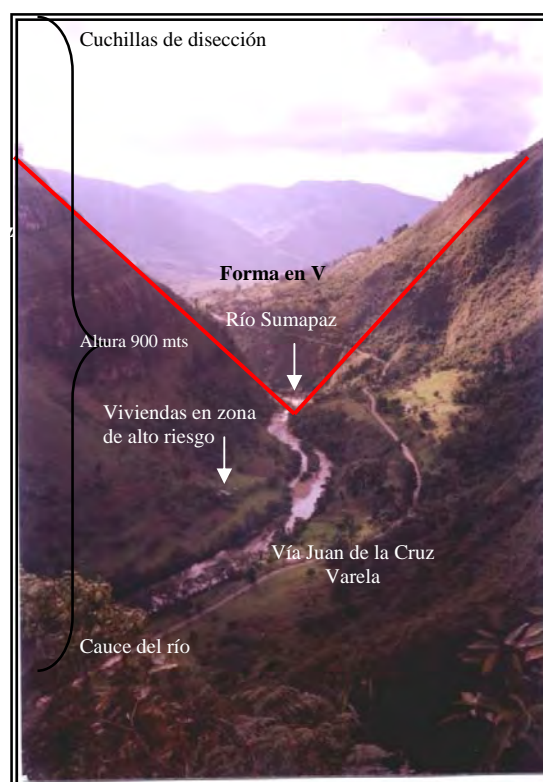 Cuchillas de disección
Forma en V
Río Sumapaz
Altura 900 mts
Viviendas en zona
de alto riesgo
Vía Juan de la Cruz
Varela
Cauce del río